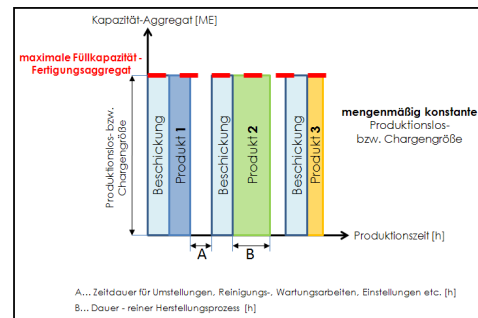 Kapazität-Aggregat [ME]
maximale Füllkapazität -
Fertigungsaggregat
Produktionslos- bzw.
Chargengröße
Beschickung
Produkt 1
Beschickung
Produkt 2
Beschickung
Produkt 3
mengenmäßig konstante
Produktionslos-
bzw. Chargengröße
Produktionszeit [h]
A
B
A... Zeitdauer für Umstellungen, Reinigungs-, Wartungsarbeiten, Einstellungen etc. [h]
B... Dauer - reiner Herstellungsprozess [h]